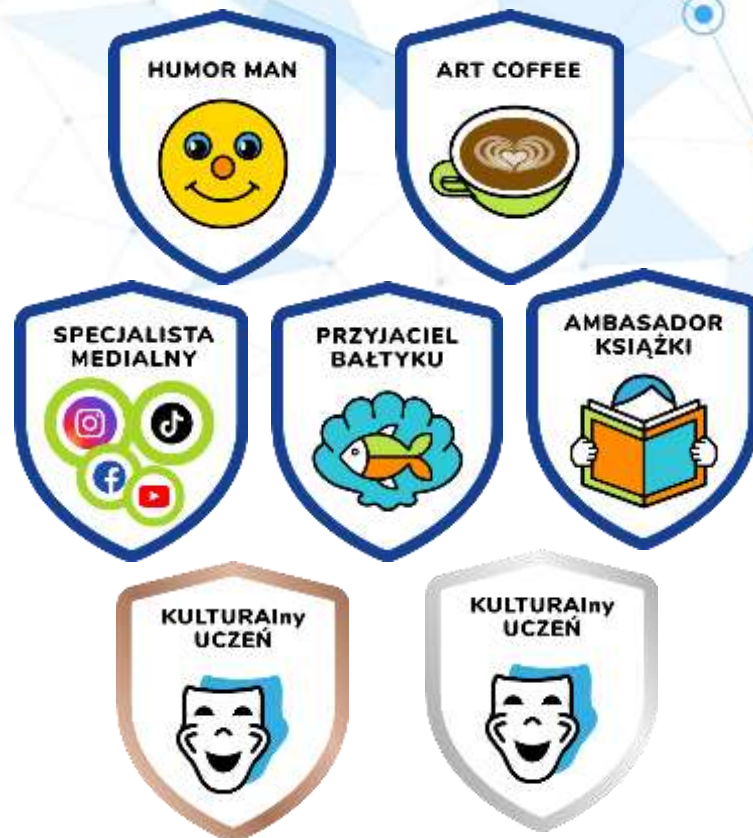 HUMOR MAN
ART COFFEE
SPECJALISTA
MEDIALNY
PRZYJACIEL
BAŁTYKU
AMBASADOR
KSIĄŻKI
KULTURAlny
UCZEŃ
KULTURAlny
UCZEŃ